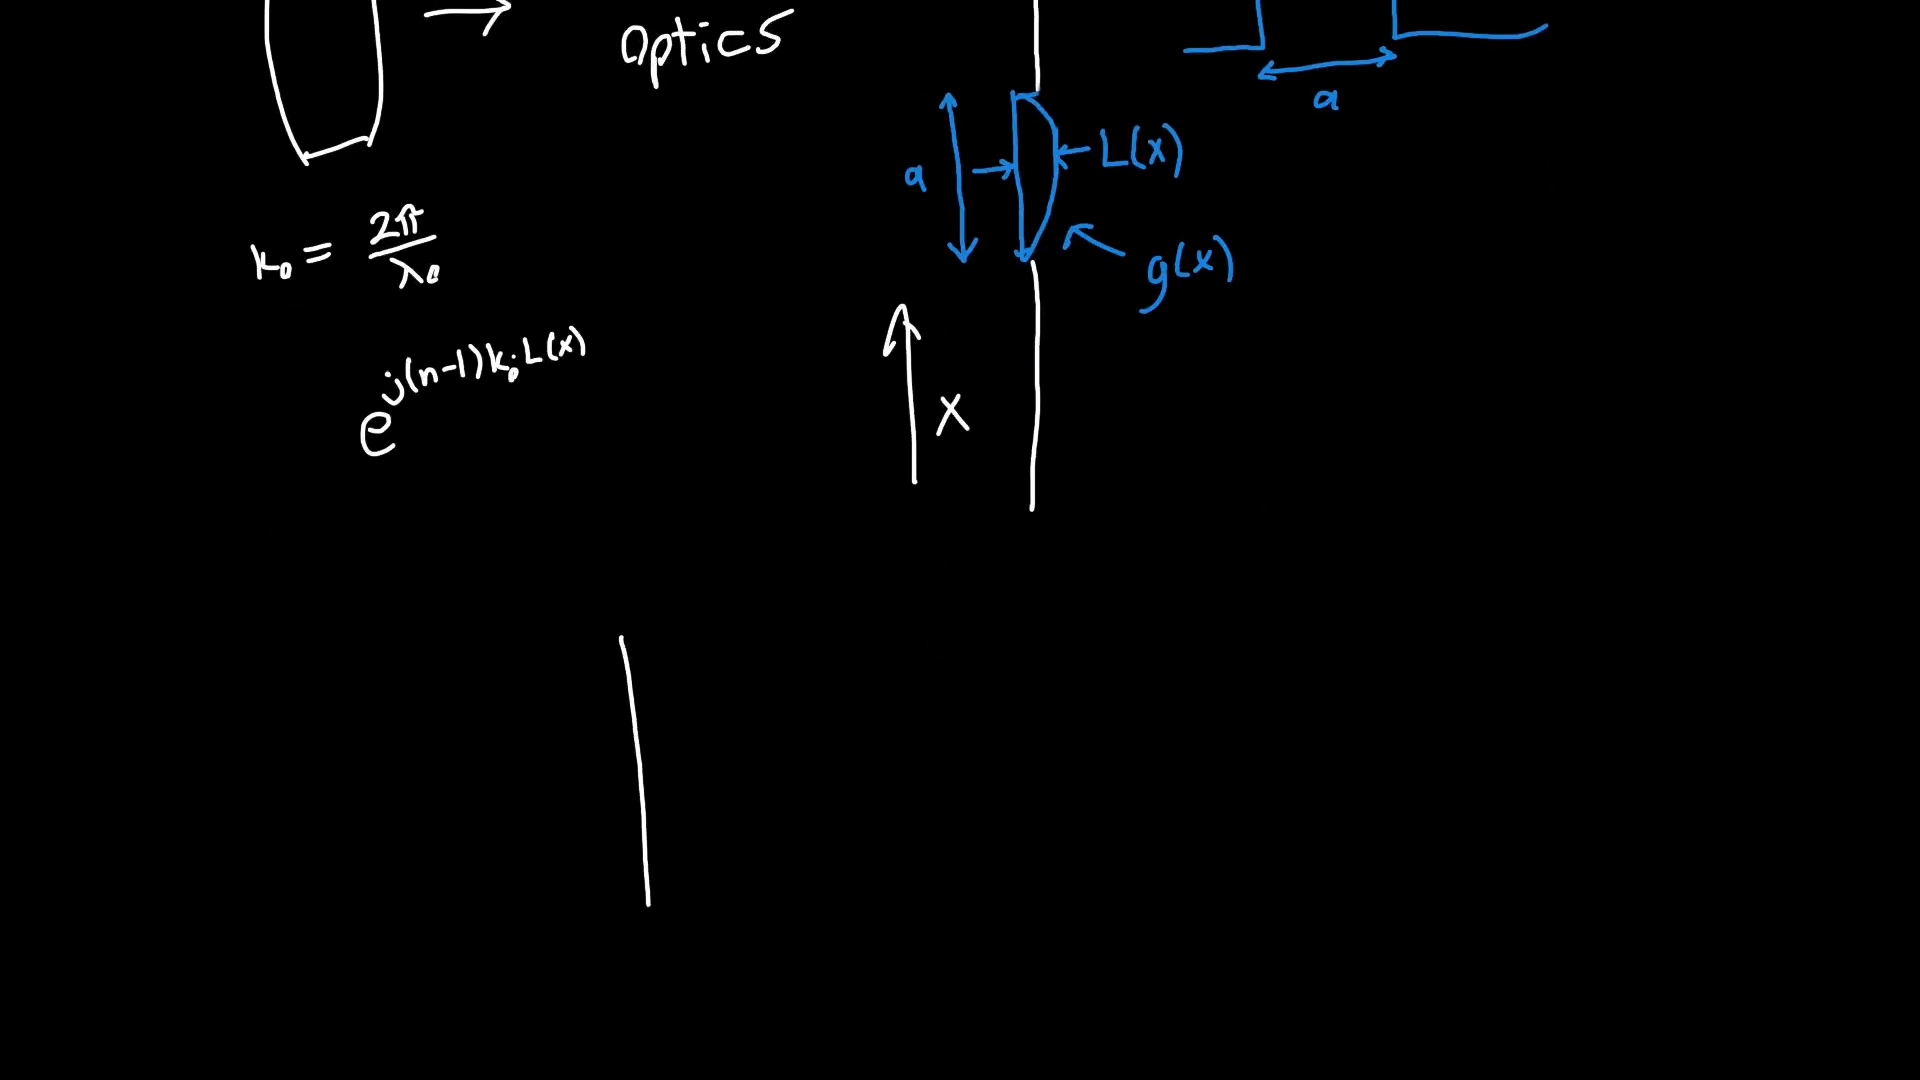 Optics
a
L(x)
a
g(x)
k₀ = 2π/λ₀
e^{j(n-1)k₀L(x)}
X